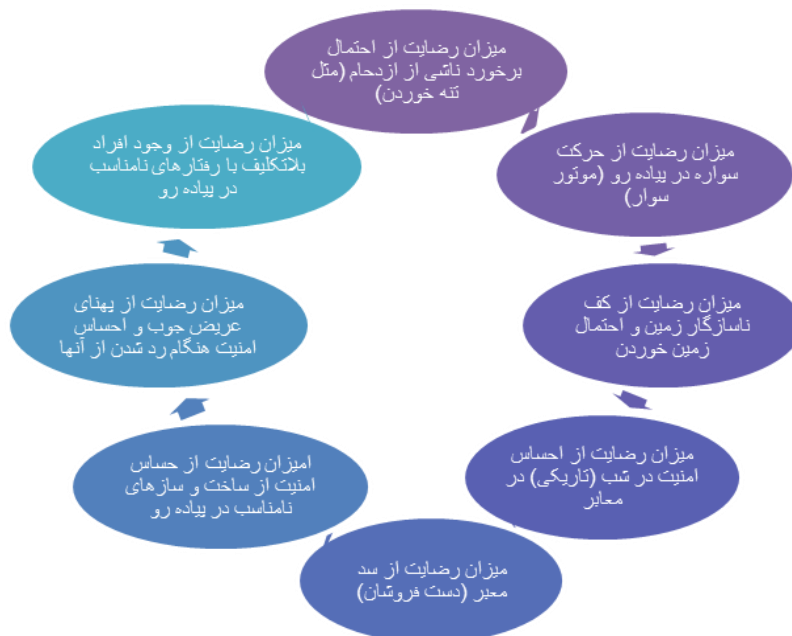 میزان رضایت از احتمال
برخورد ناشی از ازدحام (مثل
تنه خوردن)
میزان رضایت از حرکت
سواره در پیاده رو (موتور
سوار)
میزان رضایت از کف
ناسازگار زمین و احتمال
زمین خوردن
میزان رضایت از احساس
امنیت در شب (تاریکی) در
معابر
میزان رضایت از سد
معبر (دست فروشان)
امیزان رضایت از حساس
امنیت از ساخت و سازهای
نامناسب در پیاده رو
میزان رضایت از پهنای
عریض جوب و احساس
امنیت هنگام رد شدن از آنها
میزان رضایت از وجود افراد
بلاتکلیف با رفتارهای نامناسب
در پیاده رو